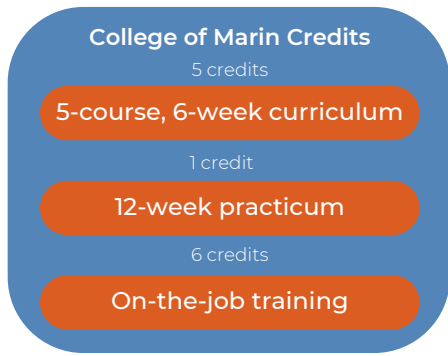 College of Marin Credits
5 credits
5-course, 6-week curriculum
1 credit
12-week practicum
6 credits
On-the-job training